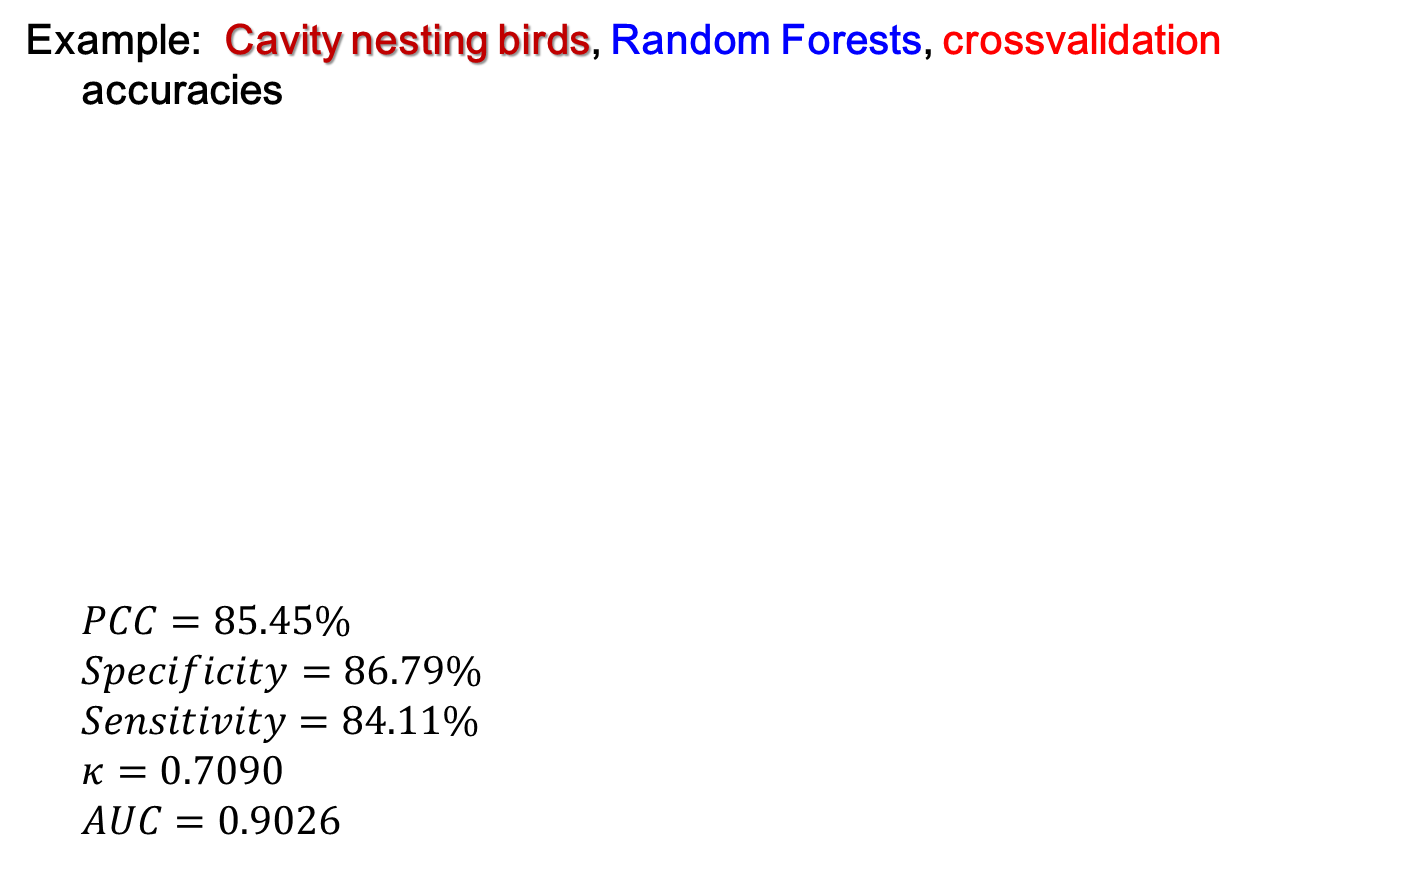 Example: Cavity nesting birds, Random Forests, crossvalidation
accuracies
PCC = 85.45%
Specificity = 86.79%
Sensitivity = 84.11%
κ = 0.7090
AUC = 0.9026